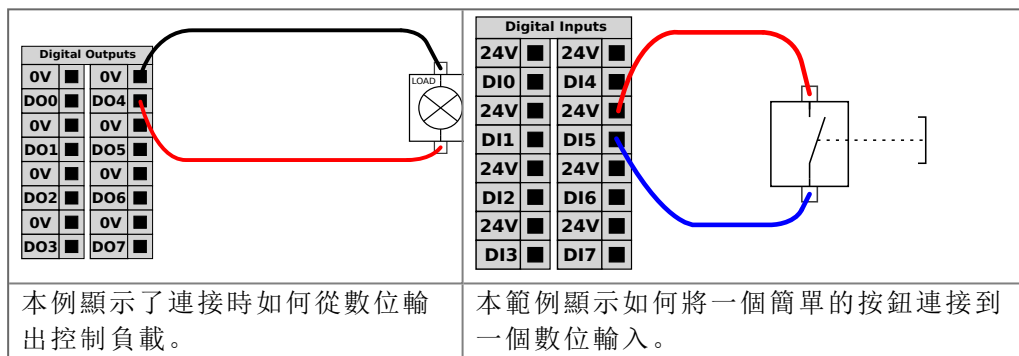 Digital Outputs
0V 0V
DO0 DO4
0V 0V
DO1 DO5
0V 0V
DO2 DO6
0V 0V
DO3 DO7
LOAD
Digital Inputs
24V 24V
DI0 DI4
24V 24V
DI1 DI5
24V 24V
DI2 DI6
24V 24V
DI3 DI7
本例顯示了連接時如何從數位輸
出控制負載。
本範例顯示如何將一個簡單的按鈕連接到
一個數位輸入。